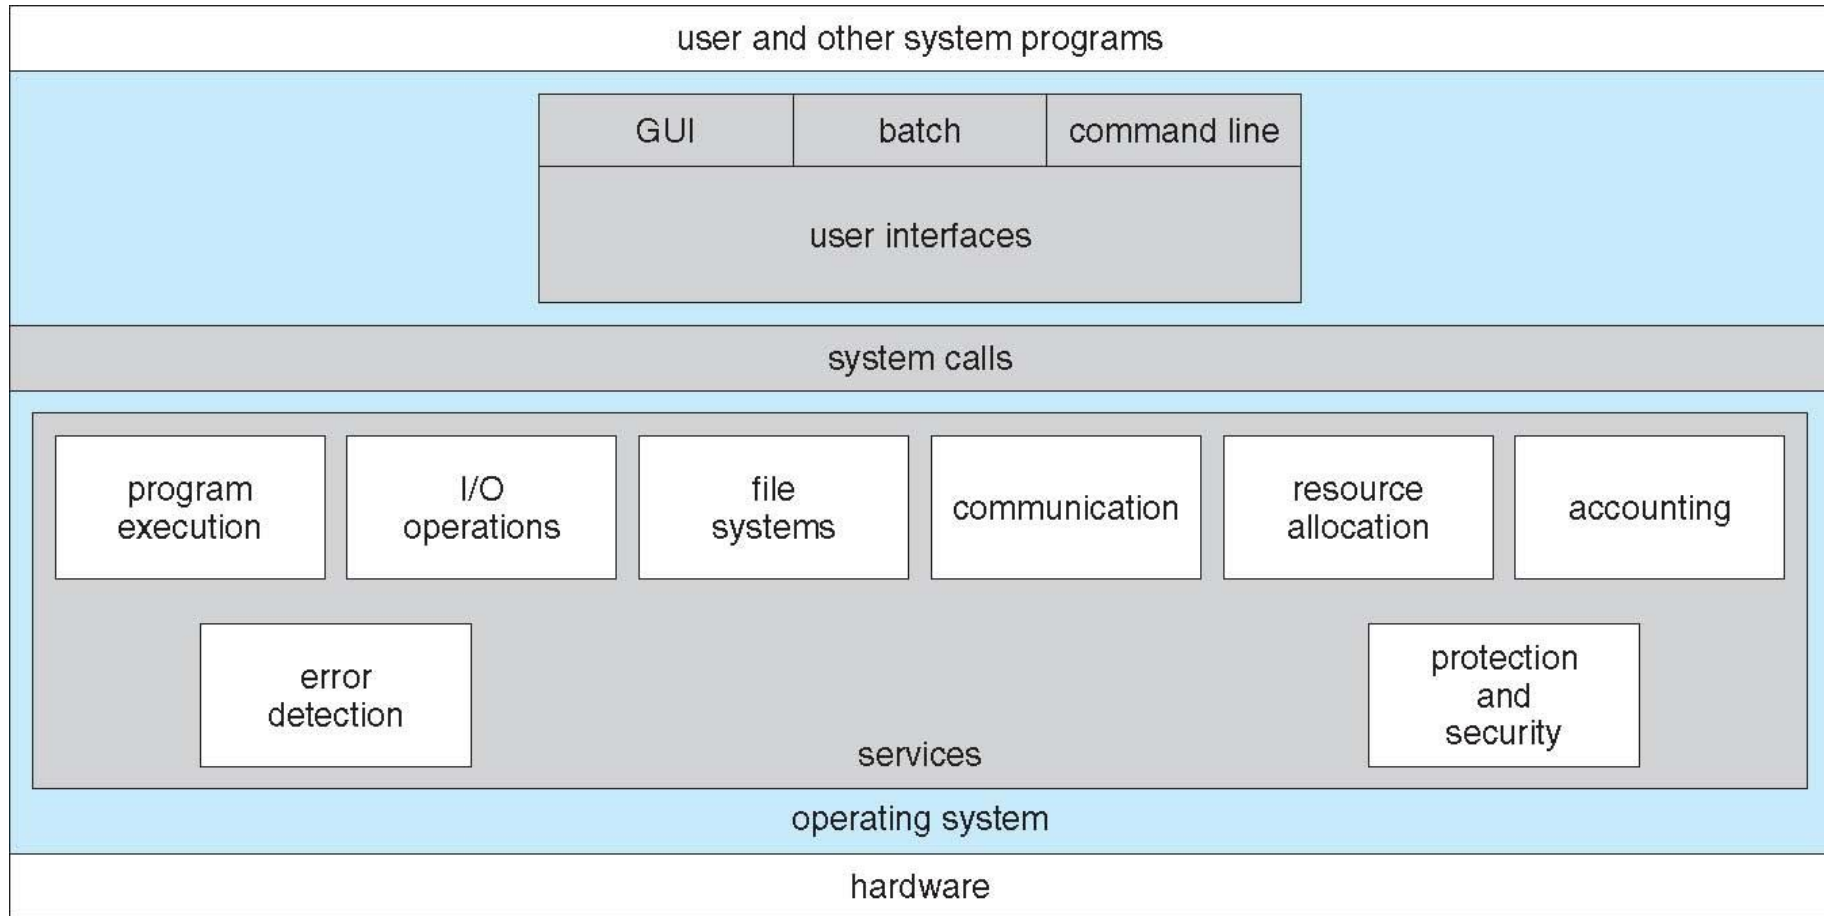 user and other system programs
GUI
batch
command line
user interfaces
system calls
program
execution
I/O
operations
file
systems
communication
resource
allocation
accounting
error
detection
protection
and
security
services
operating system
hardware